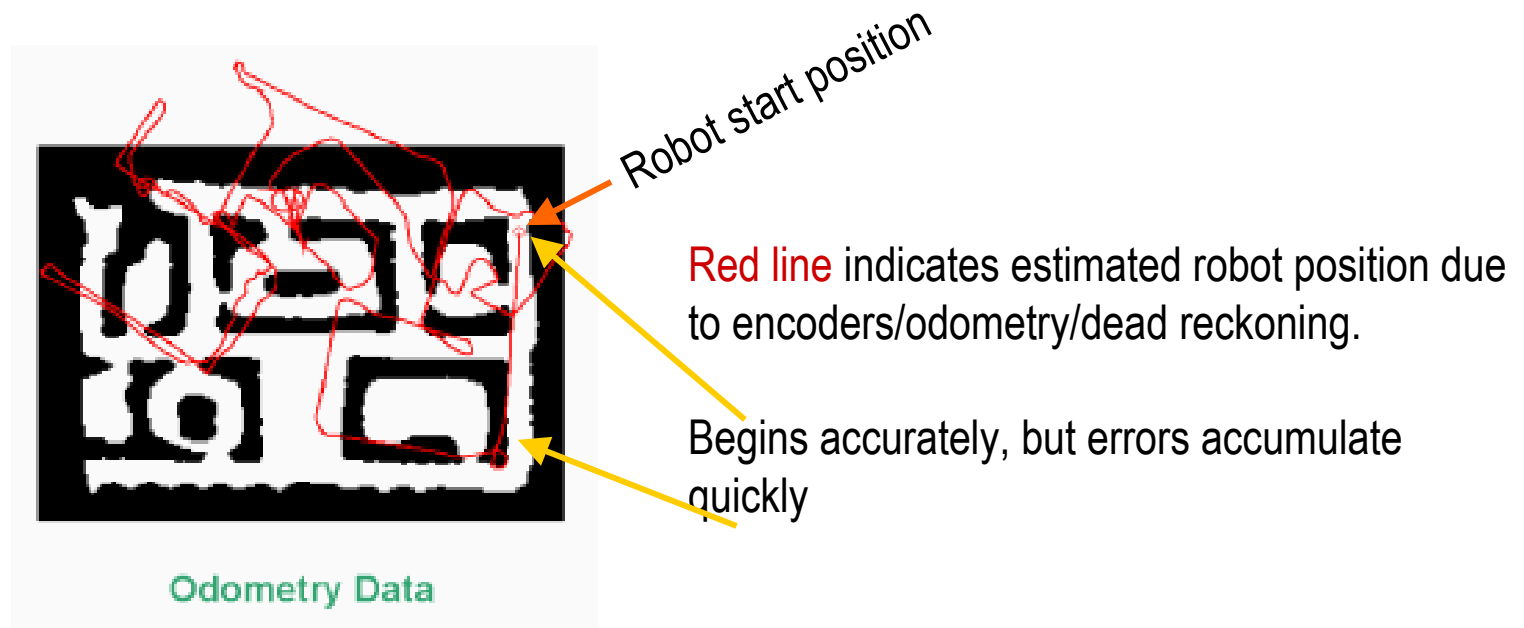 Robot start position
Red line indicates estimated robot position due
to encoders/odometry/dead reckoning.
Begins accurately, but errors accumulate
quickly
Odometry Data